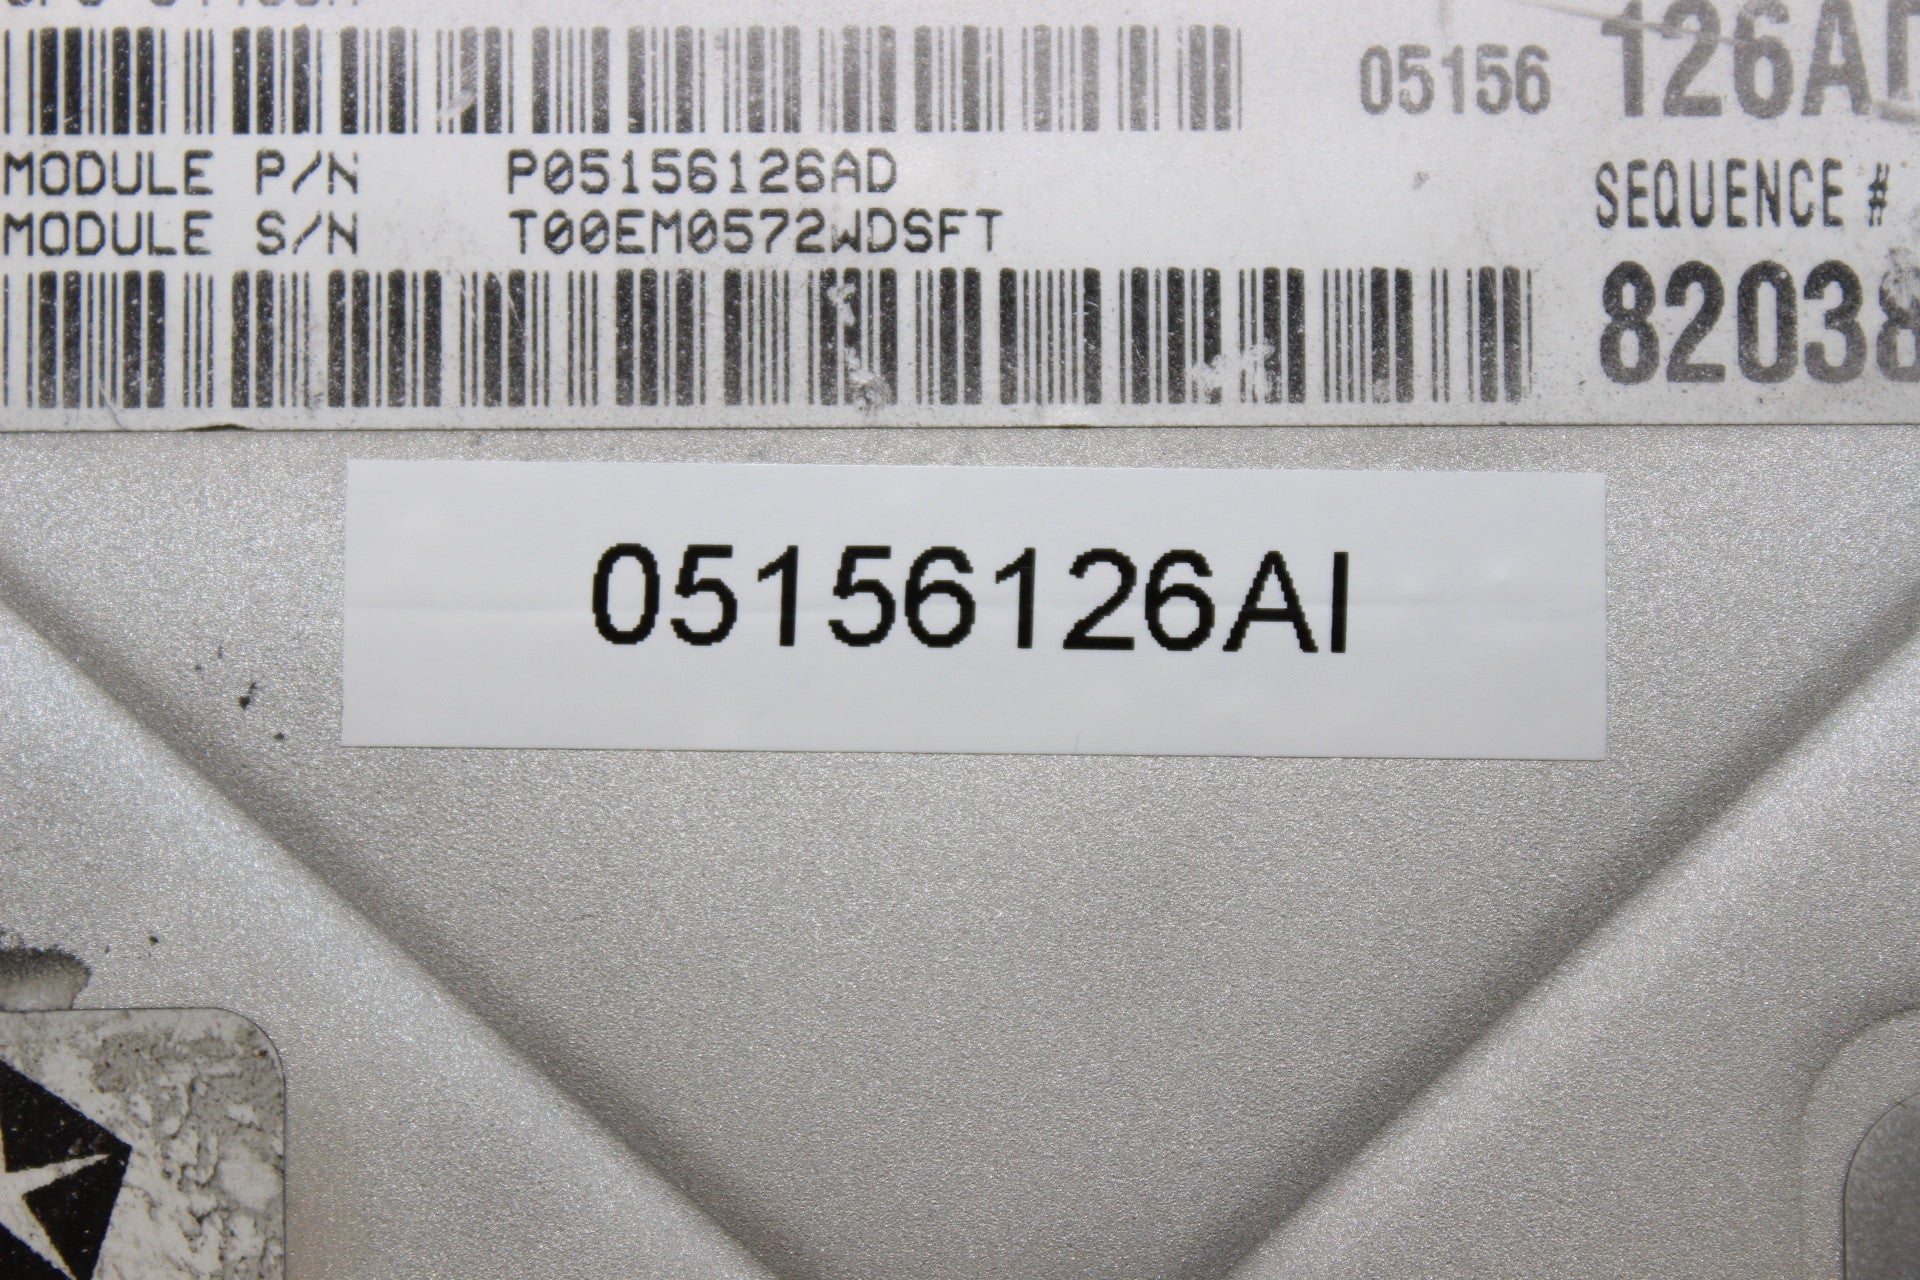 05156 126AD
MODULE P/N P05156126AD
MODULE S/N T00EM0572WDSFT
SEQUENCE #
82038
05156126AI